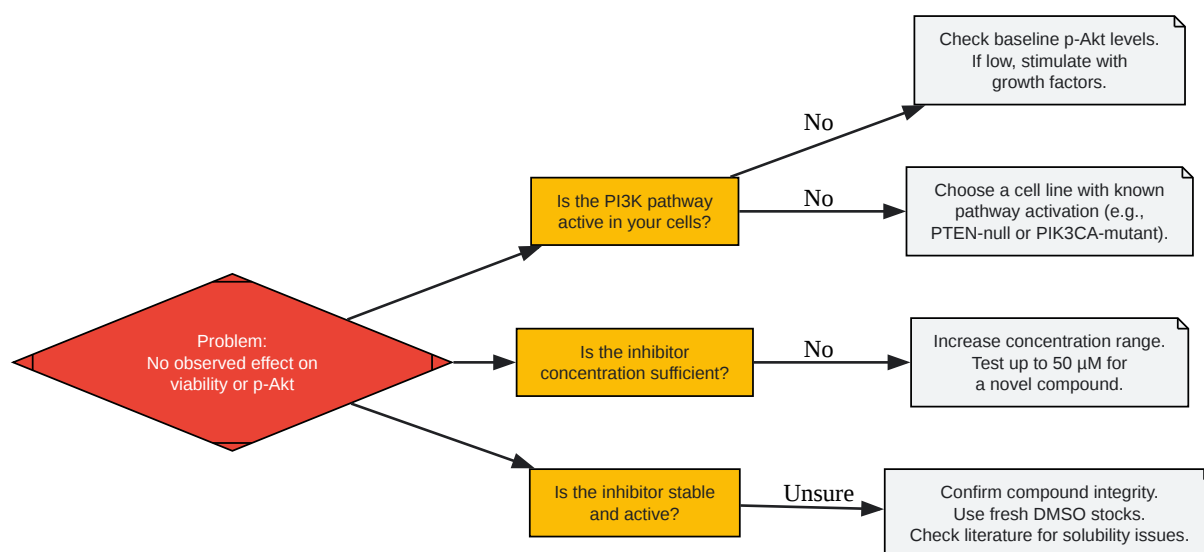 Check baseline p-Akt levels.
If low, stimulate with
growth factors.
No
Is the PI3K pathway
active in your cells?
No
Choose a cell line with known
pathway activation (e.g.,
PTEN-null or PIK3CA-mutant).
Problem:
No observed effect on
viability or p-Akt
Is the inhibitor
concentration sufficient?
No
Increase concentration range.
Test up to 50 µM for
a novel compound.
Is the inhibitor stable
and active?
Unsure
Confirm compound integrity.
Use fresh DMSO stocks.
Check literature for solubility issues.